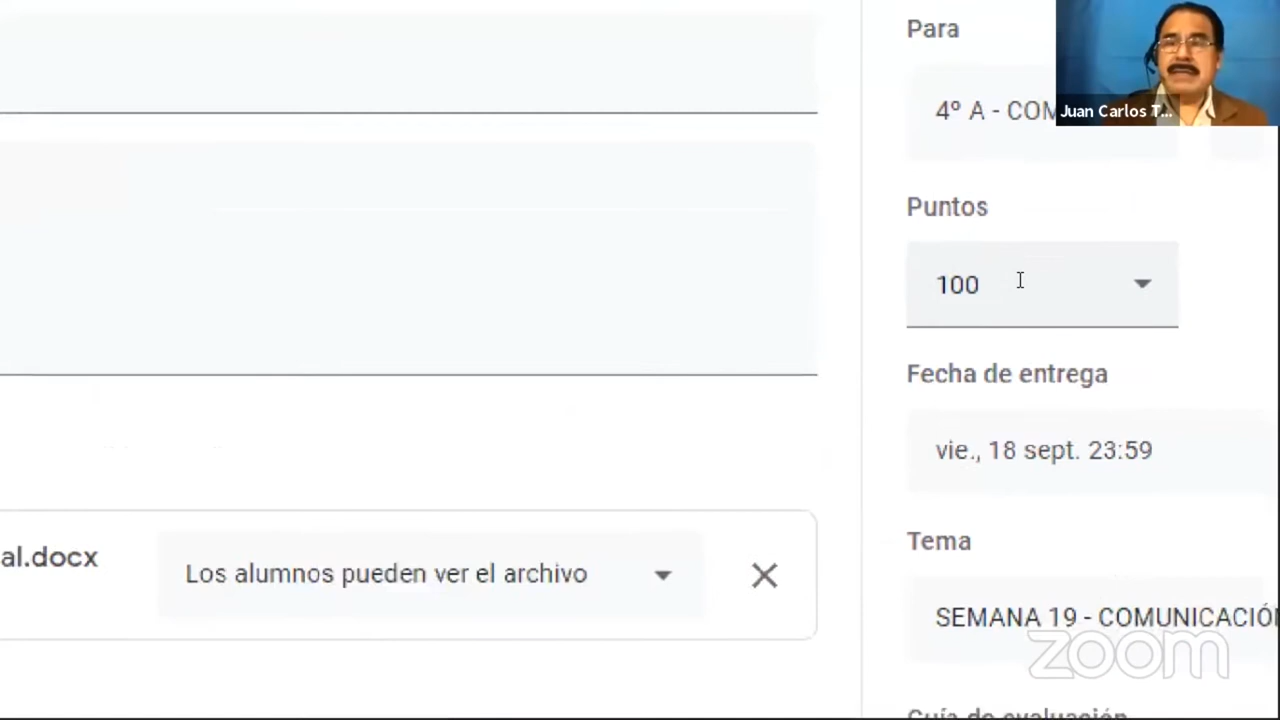 Para
4º A - COM
Juan Carlos T...
Puntos
100
Fecha de entrega
vie., 18 sept. 23:59
al.docx
Los alumnos pueden ver el archivo
Tema
SEMANA 19 - COMUNICACIÓN
zoom
Guía de evaluación